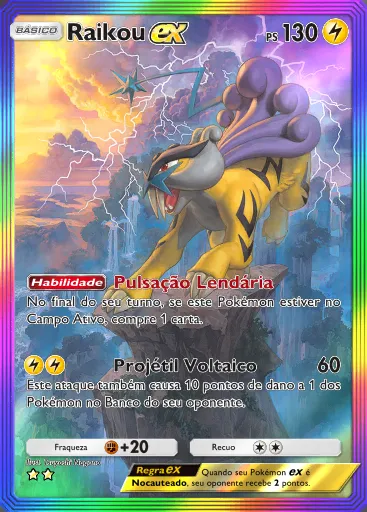 BÁSICO Raikou ex PS 130
Habilidade Pulsação Lendária
No final do seu turno, se este Pokémon estiver no
Campo Ativo, compre 1 carta.
Projétil Voltaico 60
Este ataque também causa 10 pontos de dano a 1 dos
Pokémon no Banco do seu oponente.
Fraqueza +20 Recuo
Regra ex Quando seu Pokémon ex é
Nocauteado, seu oponente recebe 2 pontos.